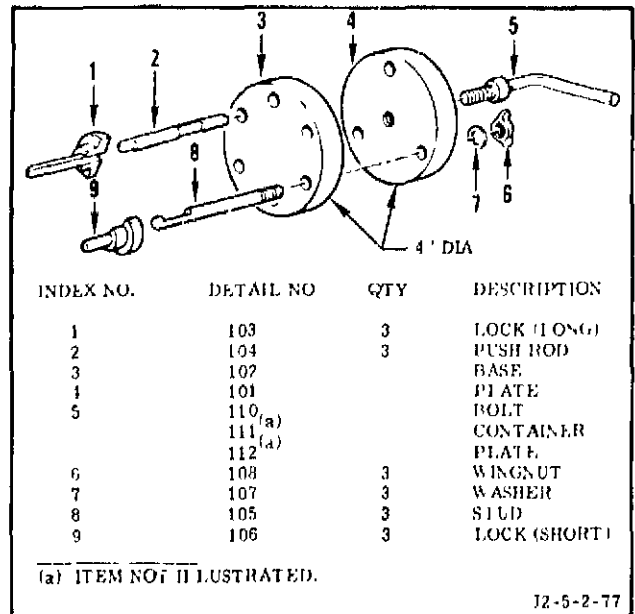 3
4
5
1
2
8
9
7
6
4 ' DIA
INDEX NO. DETAIL NO QTY DESCRIPTION
1 103 3 LOCK (LONG)
2 104 3 PUSH ROD
3 102 BASE
4 101 PLATE
5 110 BOLT
111(a) CONTAINER
112(a) PLATE
6 108 3 WINGNUT
7 107 3 WASHER
8 105 3 STUD
9 106 3 LOCK (SHORT)
(a) ITEM NOT ILLUSTRATED.
J2-5-2-77